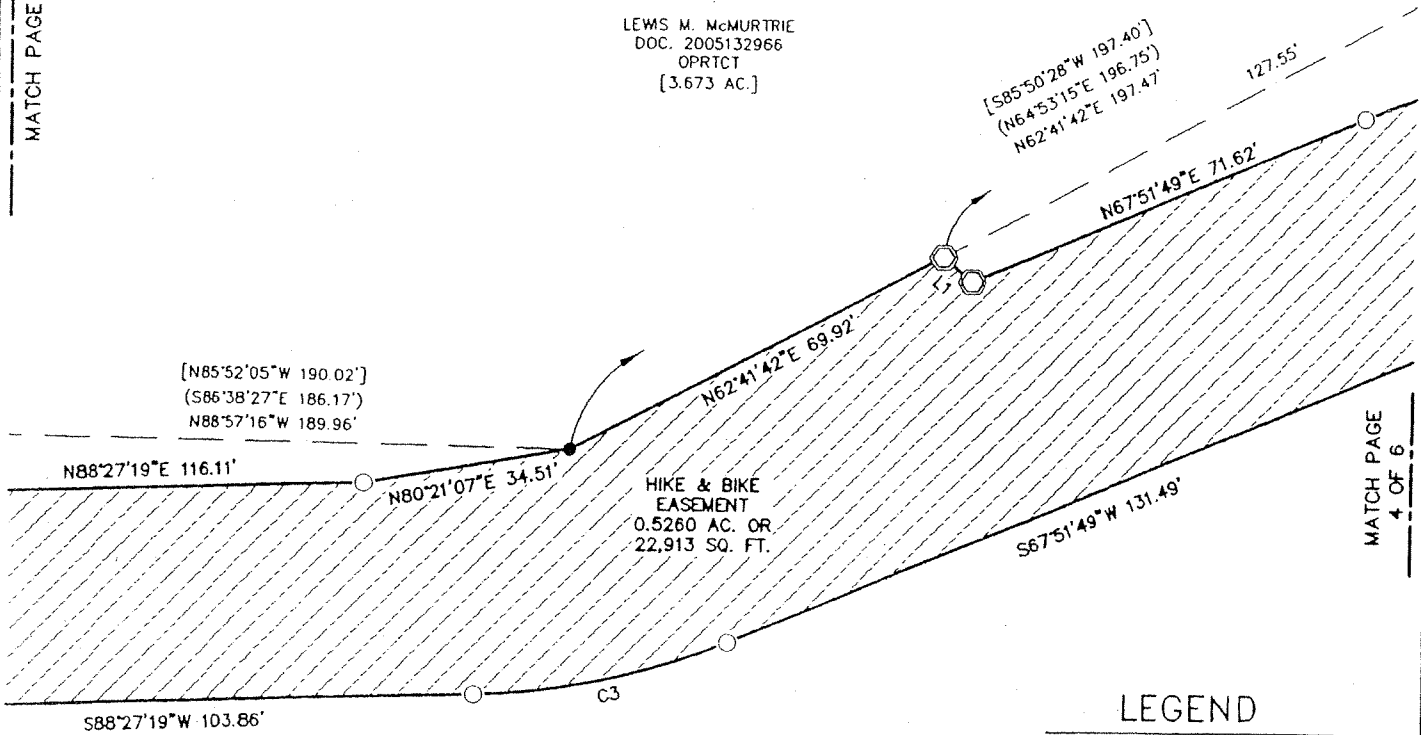 MATCH PAGE
LEWIS M. McMURTRIE
DOC. 2005132966
OPRTCT
[3.673 AC.]
[S85°50'28"W 197.40']
(N64°53'15"E 196.75')
N62°41'42"E 197.47'
127.55'
N67°51'49"E 71.62'
L1
N62°41'42"E 69.92'
[N85°52'05"W 190.02']
(S86°38'27"E 186.17')
N88°57'16"W 189.96'
N88°27'19"E 116.11'
N80°21'07"E 34.51'
HIKE & BIKE
EASEMENT
0.5260 AC. OR
22,913 SQ. FT.
S67°51'49"W 131.49'
MATCH PAGE
4 OF 6
C3
S88°27'19"W 103.86'
LEGEND